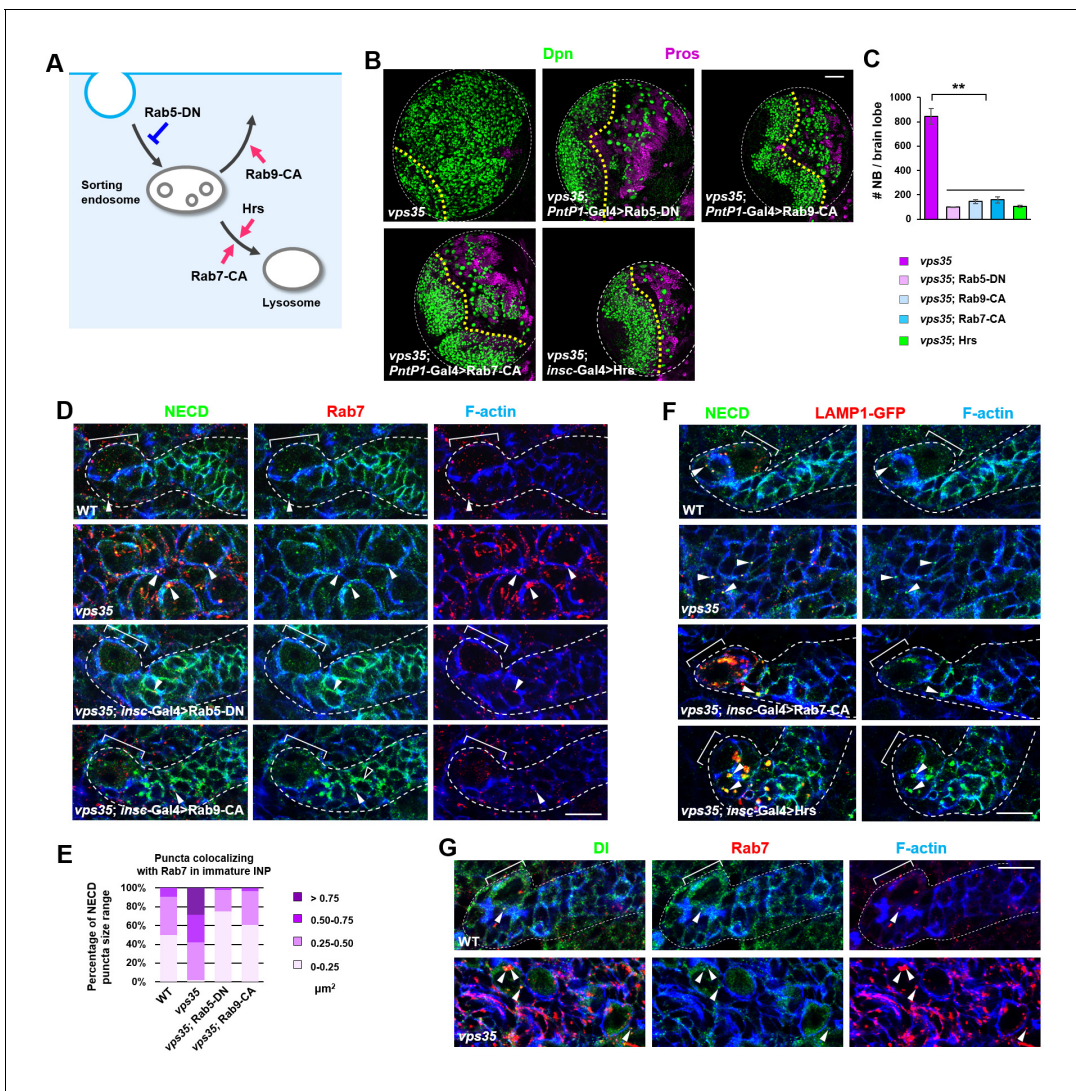 A
Rab5-DN
Rab9-CA
Sorting
endosome
Hrs
Rab7-CA
Lysosome
B
Dpn
Pros
vps35
vps35;
PntP1-Gal4>Rab5-DN
vps35;
PntP1-Gal4>Rab9-CA
vps35;
PntP1-Gal4>Rab7-CA
vps35;
insc-Gal4>Hrs
C
**
# NB / brain lobe
1000
800
600
400
200
0
vps35
vps35; Rab5-DN
vps35; Rab9-CA
vps35; Rab7-CA
vps35; Hrs
D
NECD
Rab7
F-actin
WT
vps35
vps35; insc-Gal4>Rab5-DN
vps35; insc-Gal4>Rab9-CA
E
Puncta colocalizing
with Rab7 in immature INP
Percentage of NECD
puncta size range
100%
80%
60%
40%
20%
0%
WT
vps35
vps35; Rab5-DN
vps35; Rab9-CA
> 0.75
0.50-0.75
0.25-0.50
0-0.25
µm²
F
NECD
LAMP1-GFP
F-actin
WT
vps35
vps35; insc-Gal4>Rab7-CA
vps35; insc-Gal4>Hrs
G
Dl
Rab7
F-actin
WT
vps35